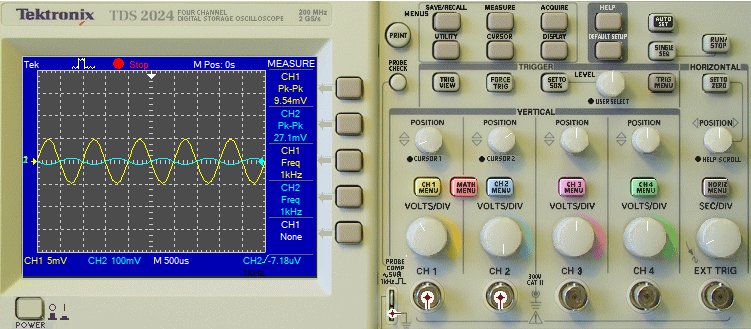 Tektronix TDS 2024 FOUR CHANNEL DIGITAL STORAGE OSCILLOSCOPE 200 MHz 2 GS/s
Tek Stop M Pos: 0s MEASURE
CH1
Pk-Pk
9.54mV
CH2
Pk-Pk
27.1mV
CH1
Freq
1kHz
CH2
Freq
1kHz
CH1
None
2
CH1 5mV CH2 100mV M 500us CH2 -7.18uV
1kHz
POWER
MENUS
SAVE/RECALL MEASURE ACQUIRE HELP
PRINT
UTILITY CURSOR DISPLAY DEFAULT SETUP
AUTO SET
SINGLE SEQ
RUN/STOP
PROBE CHECK
TRIGGER
TRIG VIEW
FORCE TRIG
SET TO 50%
LEVEL
USER SELECT
TRIG MENU
HORIZONTAL
SET TO ZERO
VERTICAL
POSITION POSITION POSITION POSITION POSITION
CURSOR 1 CURSOR 2 HELP SCROLL
CH 1 MENU
MATH MENU
CH 2 MENU
CH 3 MENU
CH 4 MENU
HORIZ MENU
VOLTS/DIV VOLTS/DIV VOLTS/DIV VOLTS/DIV SEC/DIV
PROBE COMP
~5V
1kHz
CH 1 CH 2 CH 3 CH 4 EXT TRIG
300V
CAT II